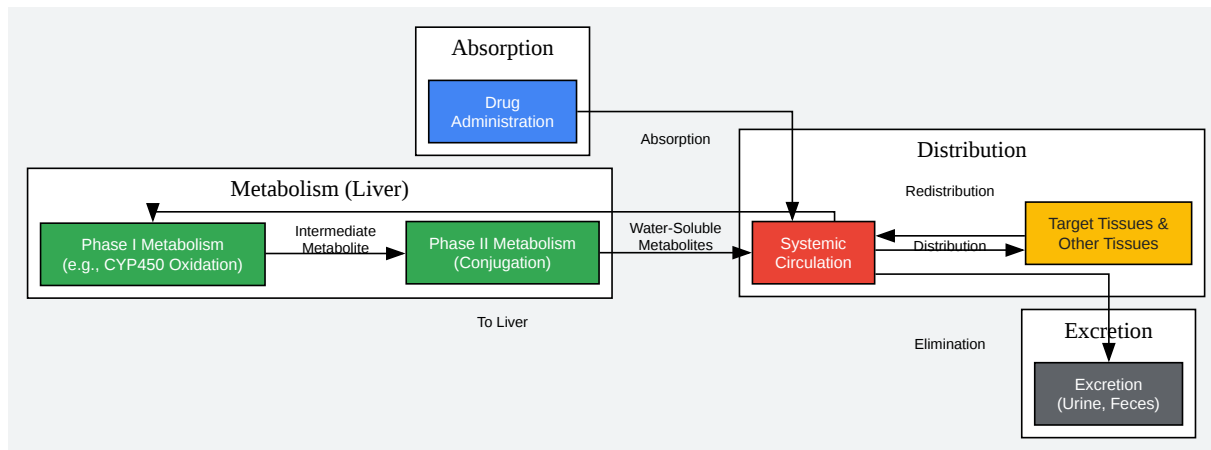 Absorption
Drug
Administration
Absorption
Distribution
Metabolism (Liver)
Redistribution
Phase I Metabolism
(e.g., CYP450 Oxidation)
Intermediate
Metabolite
Phase II Metabolism
(Conjugation)
Water-Soluble
Metabolites
Systemic
Circulation
Distribution
Target Tissues &
Other Tissues
To Liver
Elimination
Excretion
Excretion
(Urine, Feces)